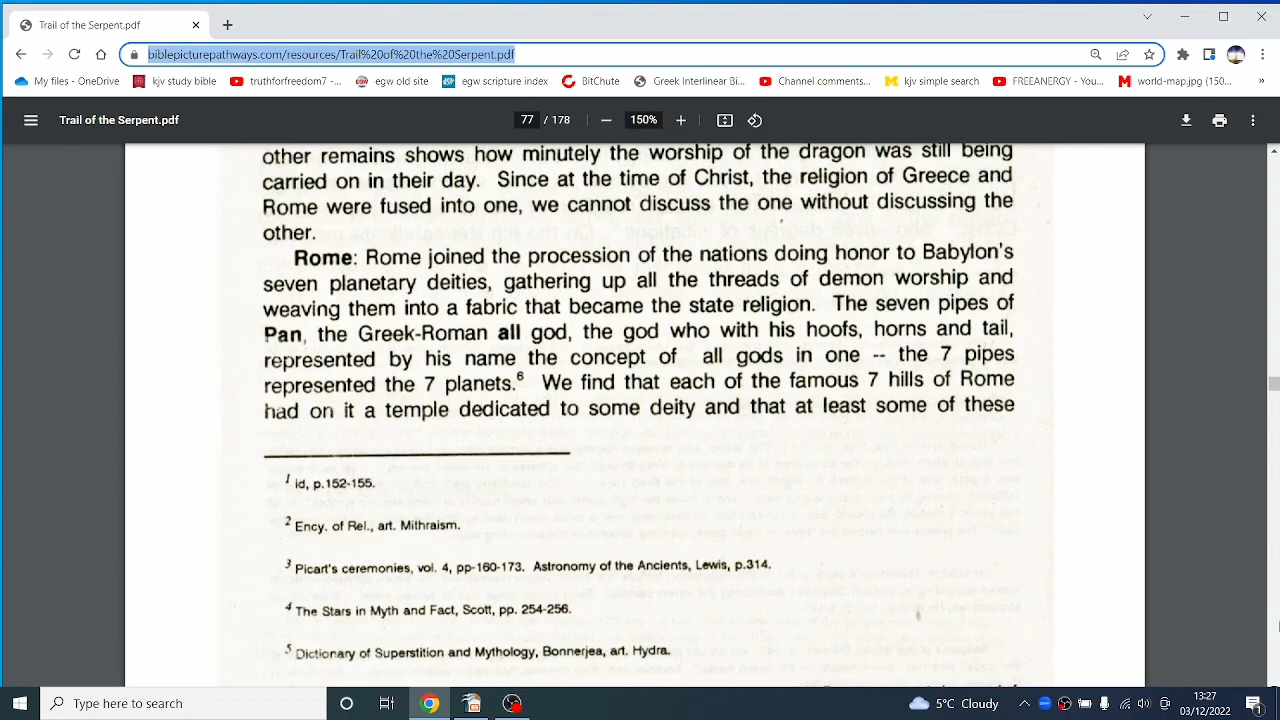 Trail of the Serpent.pdf
biblepicturepathways.com/resources/Trail%20of%20the%20Serpent.pdf
My files - OneDrive
kjv study bible
truthforfreedom7 -...
egw old site
egw scripture index
BitChute
Greek Interlinear Bi...
Channel comments...
kjv simple search
FREEANERGY - You...
world-map.jpg (150...
Trail of the Serpent.pdf
77 / 178
150%
other remains shows how minutely the worship of the dragon was still being
carried on in their day. Since at the time of Christ, the religion of Greece and
Rome were fused into one, we cannot discuss the one without discussing the
other.
Rome: Rome joined the procession of the nations doing honor to Babylon's
seven planetary deities, gathering up all the threads of demon worship and
weaving them into a fabric that became the state religion. The seven pipes of
Pan, the Greek-Roman all god, the god who with his hoofs, horns and tail,
represented by his name the concept of all gods in one -- the 7 pipes
represented the 7 planets.6 We find that each of the famous 7 hills of Rome
had on it a temple dedicated to some deity and that at least some of these
1 id, p.152-155.
2 Ency. of Rel., art. Mithraism.
3 Picart's ceremonies, vol. 4, pp-160-173. Astronomy of the Ancients, Lewis, p.314.
4 The Stars in Myth and Fact, Scott, pp. 254-256.
5 Dictionary of Superstition and Mythology, Bonnerjea, art. Hydra.
Type here to search
5°C Cloudy
13:27
03/12/2022